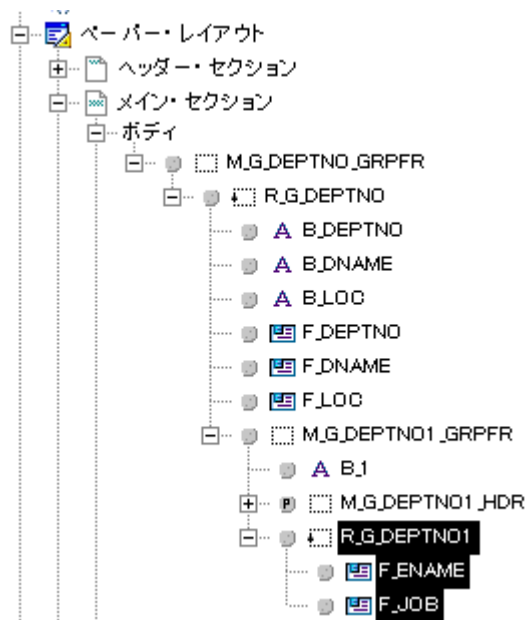 ペーパー・レイアウト
ヘッダー・セクション
メイン・セクション
ボディ
M_G_DEPTNO_GRPFR
R_G_DEPTNO
B_DEPTNO
B_DNAME
B_LOC
F_DEPTNO
F_DNAME
F_LOC
M_G_DEPTNO1_GRPFR
B_1
M_G_DEPTNO1_HDR
R_G_DEPTNO1
F_ENAME
F_JOB